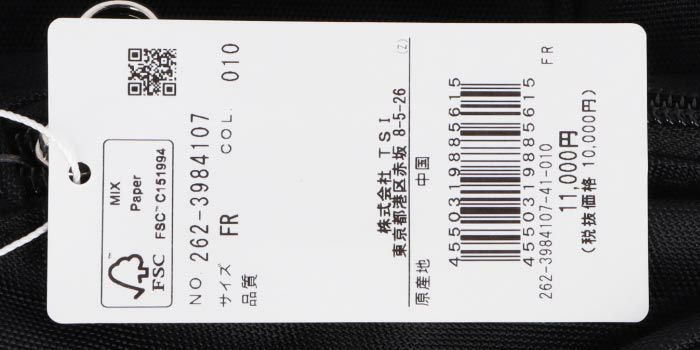 MIX
Paper
FSC™ C151994
FSC
NO. 262-3984107
COL. 010
サイズ FR
品質
株式会社 TSI
東京都港区赤坂 8-5-26
(Z)
原産地 中国
4550319885615
4550319885615
262-3984107-41-010
FR
11,000円
(税抜価格 10,000円)